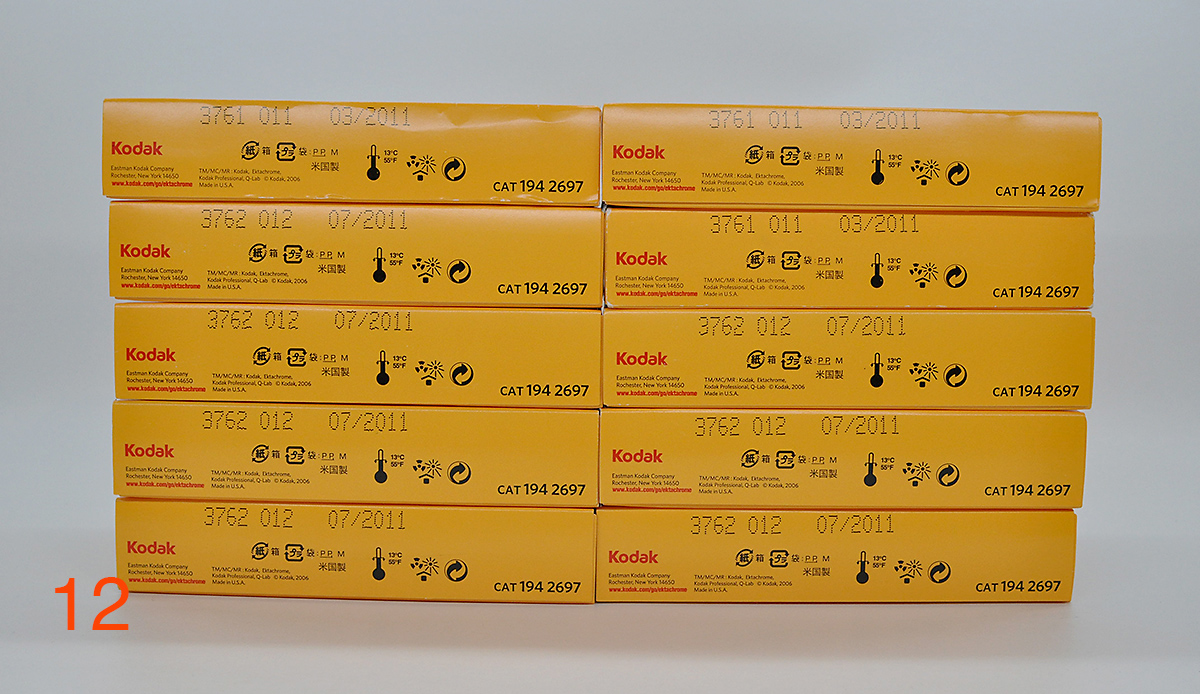 3761 011 03/2011
Kodak
紙 箱 プラ 袋:P.P. M
米国製
13°C
55°F
Eastman Kodak Company
Rochester, New York 14650
www.kodak.com/go/ektachrome
TM/MC/MR: Kodak, Ektachrome,
Kodak Professional, Q-Lab © Kodak, 2006
Made in U.S.A.
CAT 194 2697
3761 011 03/2011
Kodak
紙 箱 プラ 袋:P.P. M
米国製
13°C
55°F
Eastman Kodak Company
Rochester, New York 14650
www.kodak.com/go/ektachrome
TM/MC/MR: Kodak, Ektachrome,
Kodak Professional, Q-Lab © Kodak, 2006
Made in U.S.A.
CAT 194 2697
3762 012 07/2011
Kodak
紙 箱 プラ 袋:P.P. M
米国製
13°C
55°F
Eastman Kodak Company
Rochester, New York 14650
www.kodak.com/go/ektachrome
TM/MC/MR: Kodak, Ektachrome,
Kodak Professional, Q-Lab © Kodak, 2006
Made in U.S.A.
CAT 194 2697
3761 011 03/2011
Kodak
紙 箱 プラ 袋:P.P. M
米国製
13°C
55°F
Eastman Kodak Company
Rochester, New York 14650
www.kodak.com/go/ektachrome
TM/MC/MR: Kodak, Ektachrome,
Kodak Professional, Q-Lab © Kodak, 2006
Made in U.S.A.
CAT 194 2697
3762 012 07/2011
Kodak
紙 箱 プラ 袋:P.P. M
米国製
13°C
55°F
Eastman Kodak Company
Rochester, New York 14650
www.kodak.com/go/ektachrome
TM/MC/MR: Kodak, Ektachrome,
Kodak Professional, Q-Lab © Kodak, 2006
Made in U.S.A.
CAT 194 2697
3762 012 07/2011
Kodak
紙 箱 プラ 袋:P.P. M
米国製
13°C
55°F
Eastman Kodak Company
Rochester, New York 14650
www.kodak.com/go/ektachrome
TM/MC/MR: Kodak, Ektachrome,
Kodak Professional, Q-Lab © Kodak, 2006
Made in U.S.A.
CAT 194 2697
3762 012 07/2011
Kodak
紙 箱 プラ 袋:P.P. M
米国製
13°C
55°F
Eastman Kodak Company
Rochester, New York 14650
www.kodak.com/go/ektachrome
TM/MC/MR: Kodak, Ektachrome,
Kodak Professional, Q-Lab © Kodak, 2006
Made in U.S.A.
CAT 194 2697
3762 012 07/2011
Kodak
紙 箱 プラ 袋:P.P. M
米国製
13°C
55°F
Eastman Kodak Company
Rochester, New York 14650
www.kodak.com/go/ektachrome
TM/MC/MR: Kodak, Ektachrome,
Kodak Professional, Q-Lab © Kodak, 2006
Made in U.S.A.
CAT 194 2697
3762 012 07/2011
Kodak
紙 箱 プラ 袋:P.P. M
米国製
13°C
55°F
Eastman Kodak Company
Rochester, New York 14650
www.kodak.com/go/ektachrome
TM/MC/MR: Kodak, Ektachrome,
Kodak Professional, Q-Lab © Kodak, 2006
Made in U.S.A.
CAT 194 2697
3762 012 07/2011
Kodak
紙 箱 プラ 袋:P.P. M
米国製
13°C
55°F
Eastman Kodak Company
Rochester, New York 14650
www.kodak.com/go/ektachrome
TM/MC/MR: Kodak, Ektachrome,
Kodak Professional, Q-Lab © Kodak, 2006
Made in U.S.A.
CAT 194 2697
12